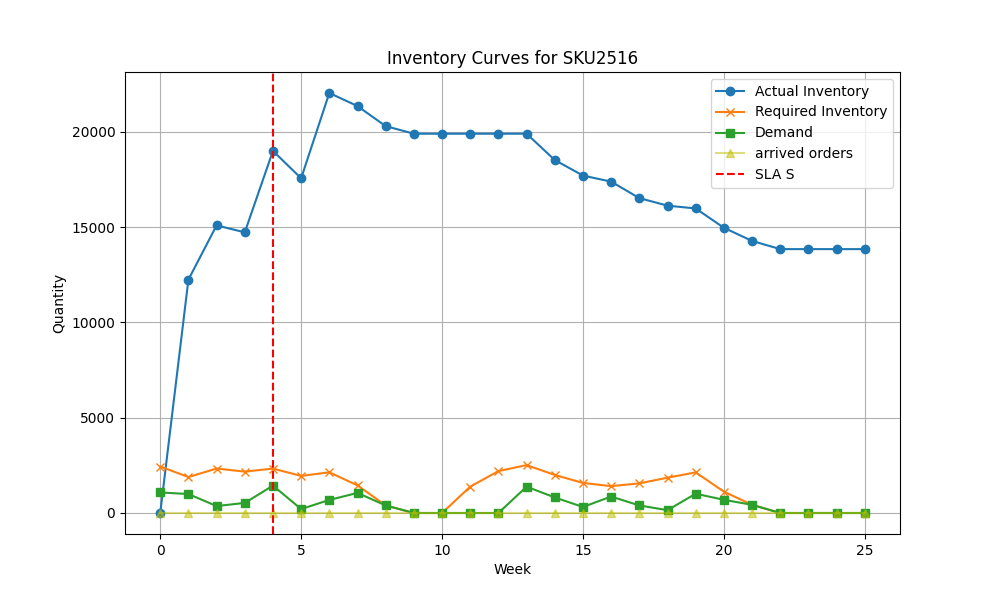 Inventory Curves for SKU2516
Actual Inventory
Required Inventory
Demand
arrived orders
SLA S
Quantity
20000
15000
10000
5000
0
0 5 10 15 20 25
Week